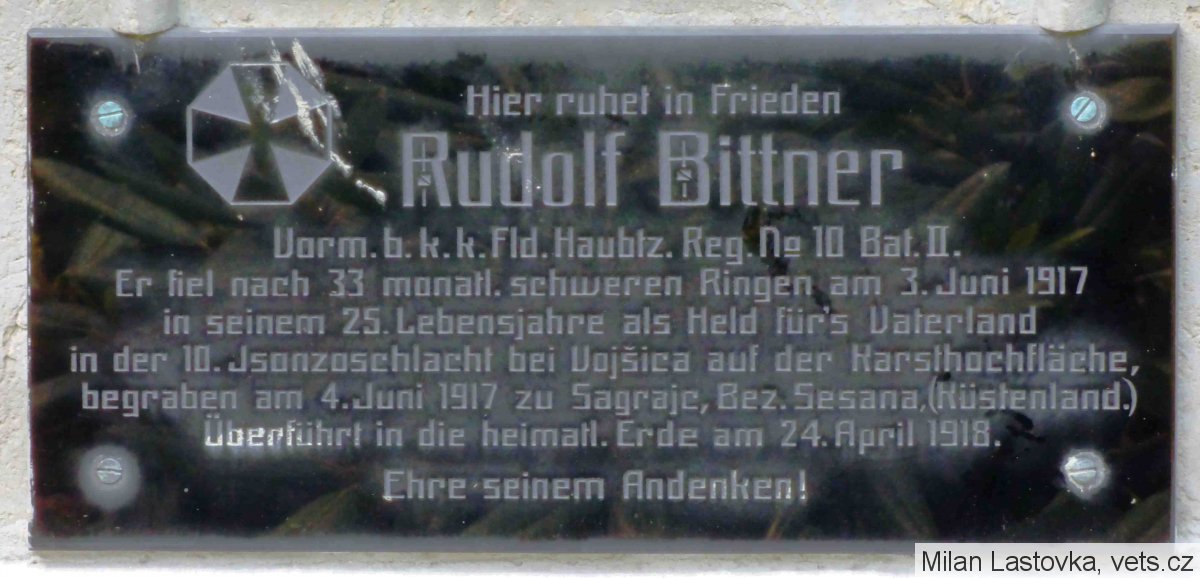 Hier ruhet in Frieden
Rudolf Bittner
Vorm. b. k. k. Fld. Haubtz. Reg. No 10 Bat. II.
Er fiel nach 33 monatl. schweren Ringen am 3. Juni 1917
in seinem 25. Lebensjahre als Held für's Vaterland
in der 10. Jsonzoschlacht bei Vojšica auf der Karsthochfläche,
begraben am 4. Juni 1917 zu Sagrajc, Bez. Sesana, (Küstenland.)
Überführt in die heimatl. Erde am 24. April 1918.
Ehre seinem Andenken!
Milan Lastovka, vets.cz